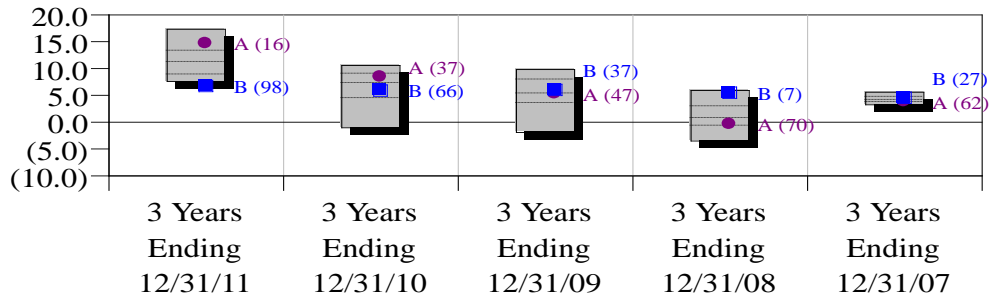 20.0
15.0
10.0
5.0
0.0
(5.0)
(10.0)
A (16)
B (98)
A (37)
B (66)
B (37)
A (47)
B (7)
A (70)
B (27)
A (62)
3 Years
Ending
12/31/11
3 Years
Ending
12/31/10
3 Years
Ending
12/31/09
3 Years
Ending
12/31/08
3 Years
Ending
12/31/07